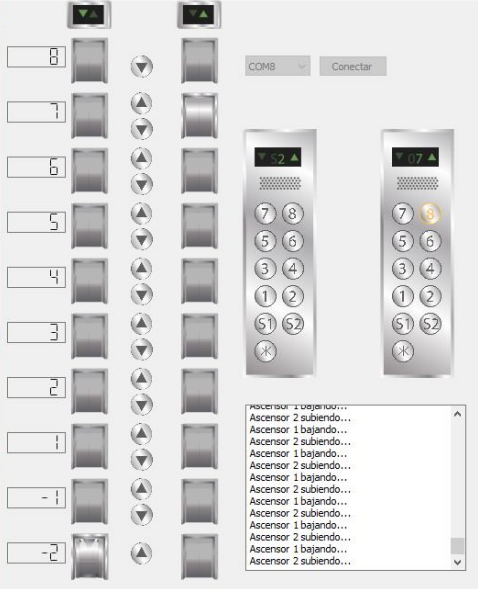 8
COM8 Conectar
7
S2 07
6
7 8 7 8
5
5 6 5 6
4
3 4 3 4
3
1 2 1 2
S1 S2 S1 S2
2
Ascensor 1 bajando...
Ascensor 2 subiendo...
Ascensor 1 bajando...
Ascensor 2 subiendo...
1
Ascensor 1 bajando...
Ascensor 2 subiendo...
Ascensor 1 bajando...
-1
Ascensor 2 subiendo...
Ascensor 1 bajando...
Ascensor 2 subiendo...
Ascensor 1 bajando...
Ascensor 2 subiendo...
-2
Ascensor 1 bajando...
Ascensor 2 subiendo...